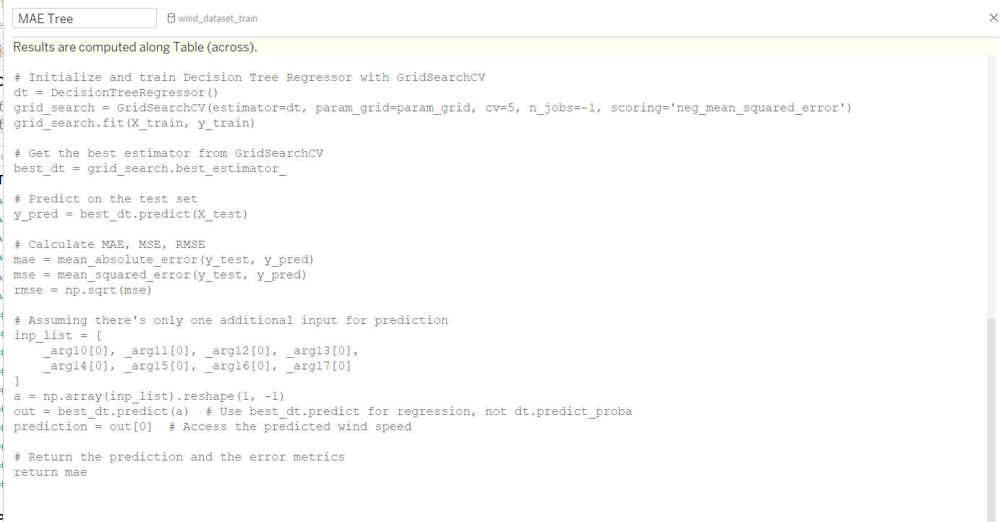 MAE Tree
wind_dataset_train
Results are computed along Table (across).
# Initialize and train Decision Tree Regressor with GridSearchCV
dt = DecisionTreeRegressor()
grid_search = GridSearchCV(estimator=dt, param_grid=param_grid, cv=5, n_jobs=-1, scoring='neg_mean_squared_error')
grid_search.fit(X_train, y_train)
# Get the best estimator from GridSearchCV
best_dt = grid_search.best_estimator_
# Predict on the test set
y_pred = best_dt.predict(X_test)
# Calculate MAE, MSE, RMSE
mae = mean_absolute_error(y_test, y_pred)
mse = mean_squared_error(y_test, y_pred)
rmse = np.sqrt(mse)
# Assuming there's only one additional input for prediction
inp_list = [
    _arg10[0], _arg11[0], _arg12[0], _arg13[0],
    _arg14[0], _arg15[0], _arg16[0], _arg17[0]
]
a = np.array(inp_list).reshape(1, -1)
out = best_dt.predict(a)  # Use best_dt.predict for regression, not dt.predict_proba
prediction = out[0]  # Access the predicted wind speed
# Return the prediction and the error metrics
return mae